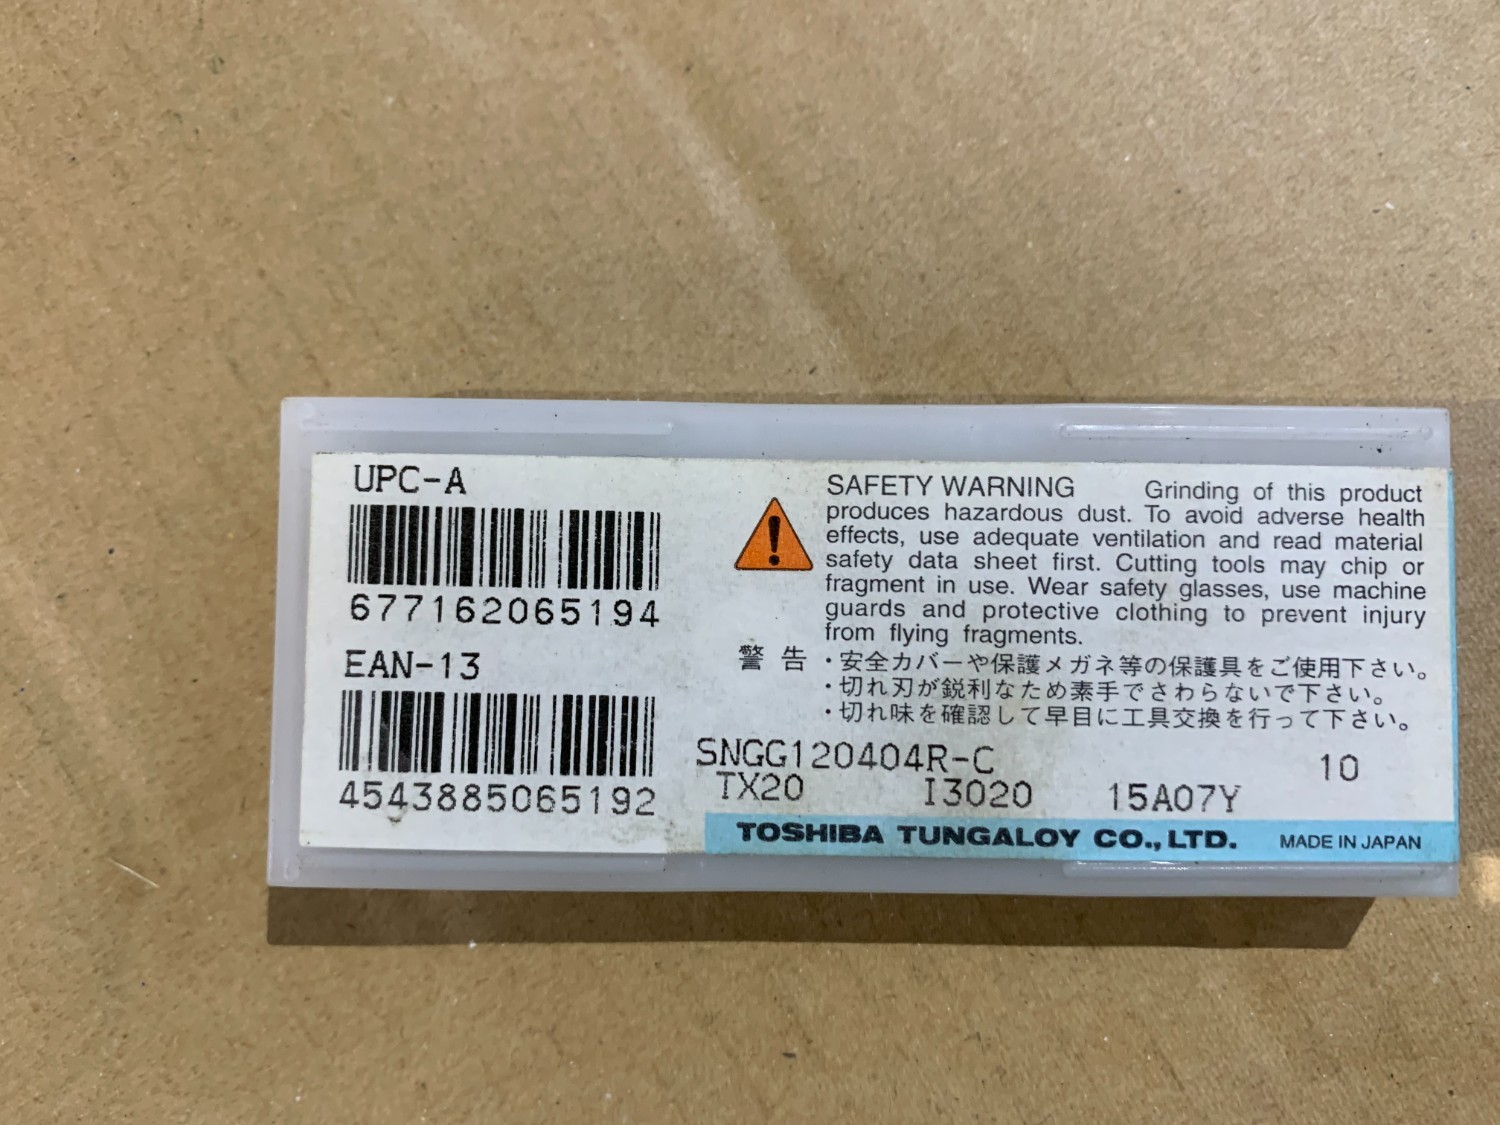 UPC-A
677162065194
EAN-13
4543885065192
SAFETY WARNING Grinding of this product
produces hazardous dust. To avoid adverse health
effects, use adequate ventilation and read material
safety data sheet first. Cutting tools may chip or
fragment in use. Wear safety glasses, use machine
guards and protective clothing to prevent injury
from flying fragments.
警告 ・安全カバーや保護メガネ等の保護具をご使用下さい。
・切れ刃が鋭利なため素手でさわらないで下さい。
・切れ味を確認して早目に工具交換を行って下さい。
SNGG120404R-C 10
TX20 I3020 15A07Y
TOSHIBA TUNGALOY CO., LTD. MADE IN JAPAN